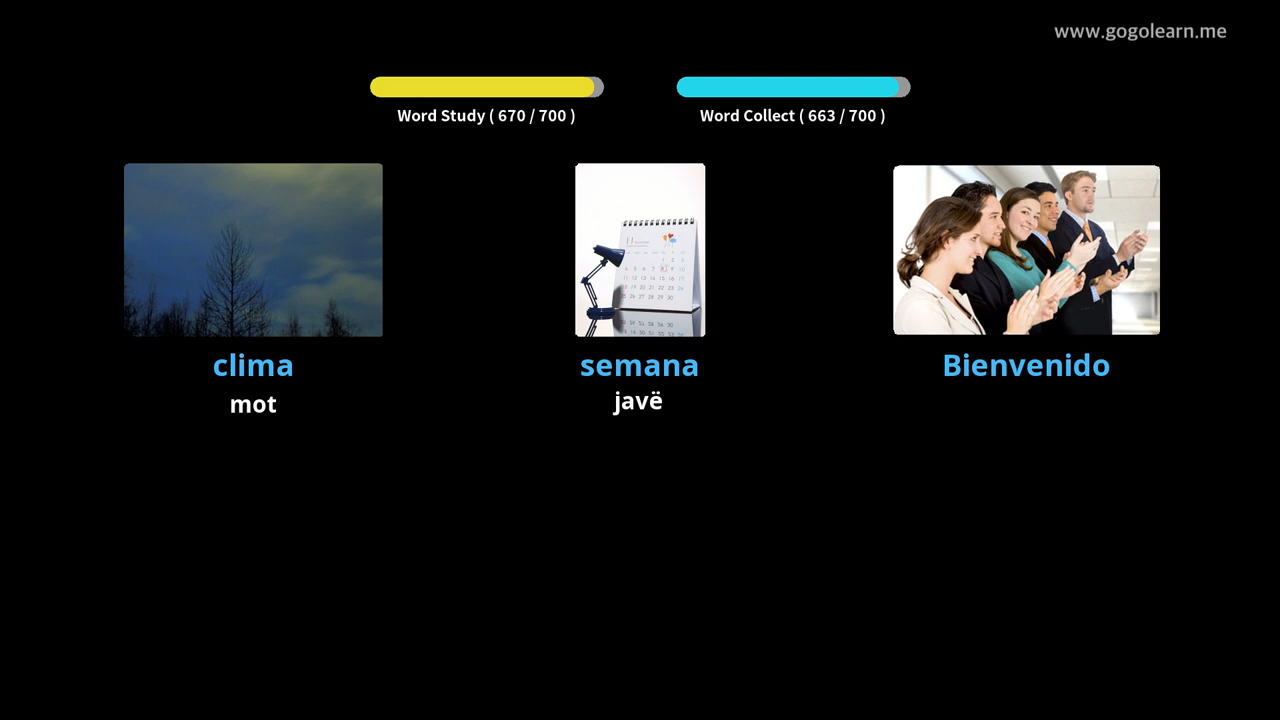 www.gogolearn.me
Word Study ( 670 / 700 )
Word Collect ( 663 / 700 )
clima
mot
semana
javë
Bienvenido